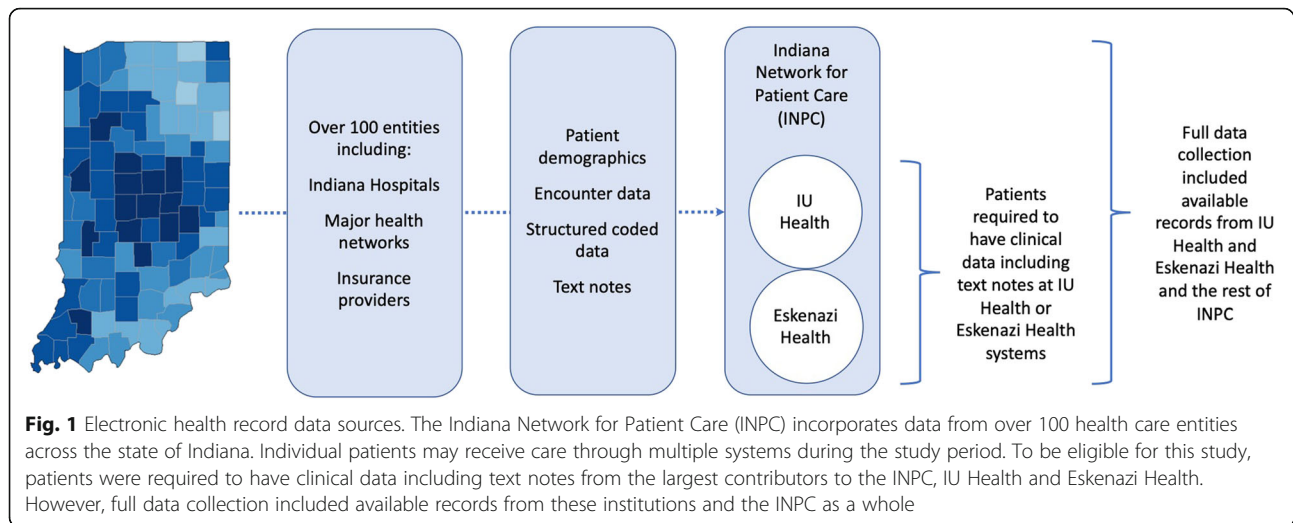 Over 100 entities
including:
Indiana Hospitals
Major health
networks
Insurance
providers
Patient
demographics
Encounter data
Structured coded
data
Text notes
Indiana
Network for
Patient Care
(INPC)
IU
Health
Eskenazi
Health
Patients
required to
have clinical
data including
text notes at IU
Health or
Eskenazi Health
systems
Full data
collection
included
available
records from IU
Health and
Eskenazi Health
and the rest of
INPC
Fig. 1 Electronic health record data sources. The Indiana Network for Patient Care (INPC) incorporates data from over 100 health care entities
across the state of Indiana. Individual patients may receive care through multiple systems during the study period. To be eligible for this study,
patients were required to have clinical data including text notes from the largest contributors to the INPC, IU Health and Eskenazi Health.
However, full data collection included available records from these institutions and the INPC as a whole